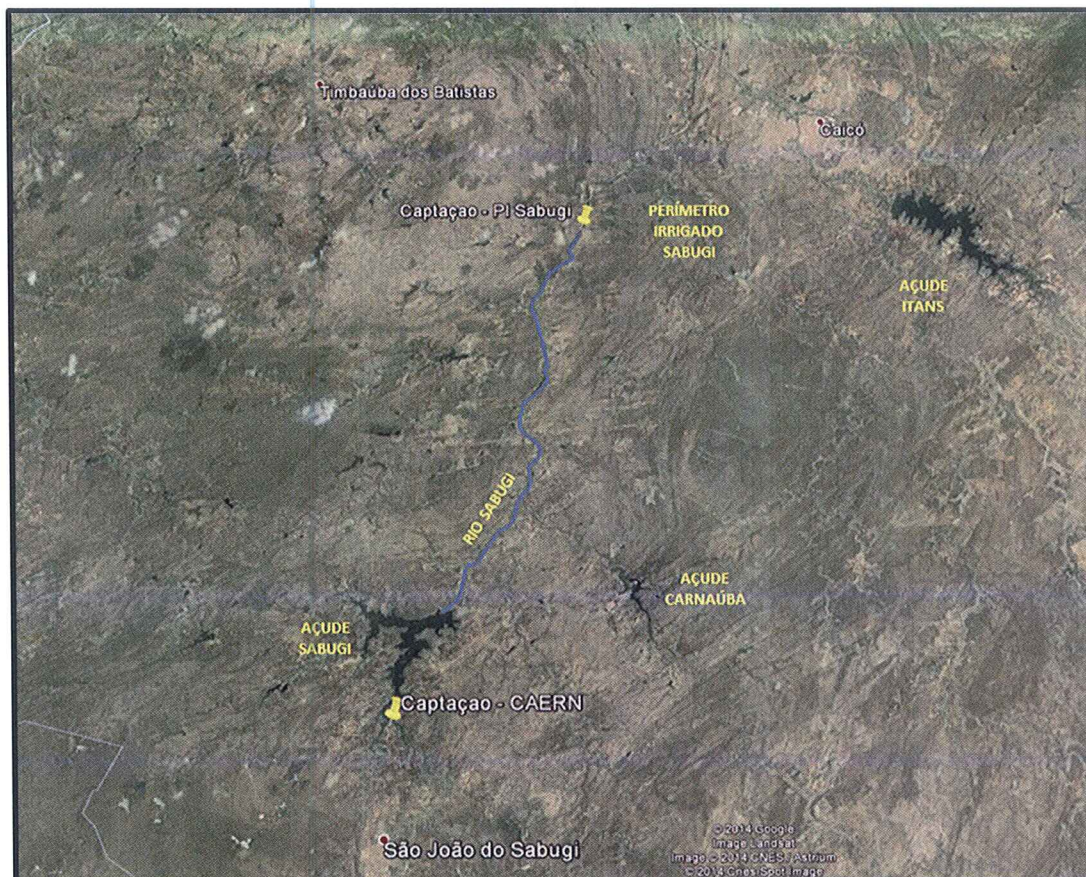 Timbaúba dos Batistas
Caicó
Captaçao - PI Sabugi
PERÍMETRO
IRRIGADO
SABUGI
AÇUDE
ITANS
RIO SABUGI
AÇUDE
CARNAÚBA
AÇUDE
SABUGI
Captaçao - CAERN
São João do Sabugi
© 2014 Google
Image Landsat
Image © 2014 CNES / Astrium
© 2014 Cnes/Spot Image